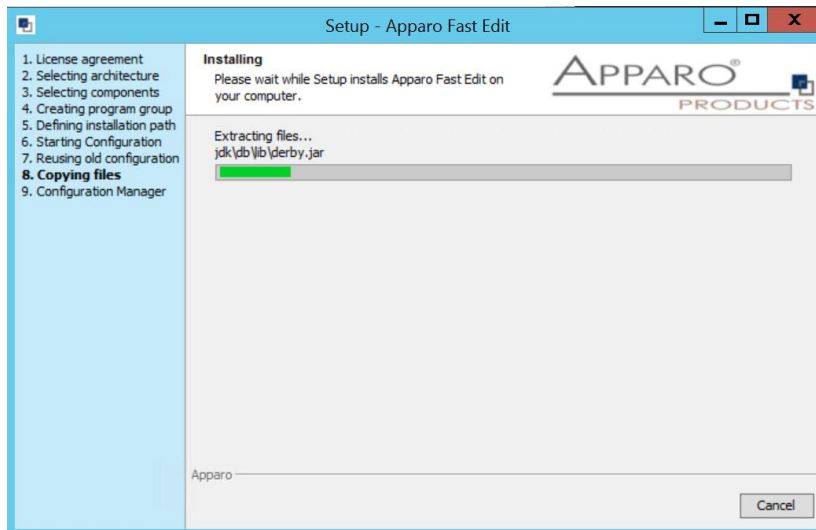 Setup - Apparo Fast Edit
1. License agreement
2. Selecting architecture
3. Selecting components
4. Creating program group
5. Defining installation path
6. Starting Configuration
7. Reusing old configuration
8. Copying files
9. Configuration Manager
Installing
Please wait while Setup installs Apparo Fast Edit on
your computer.
APPARO®
PRODUCTS
Extracting files...
jdk\db\lib\derby.jar
Apparo
Cancel